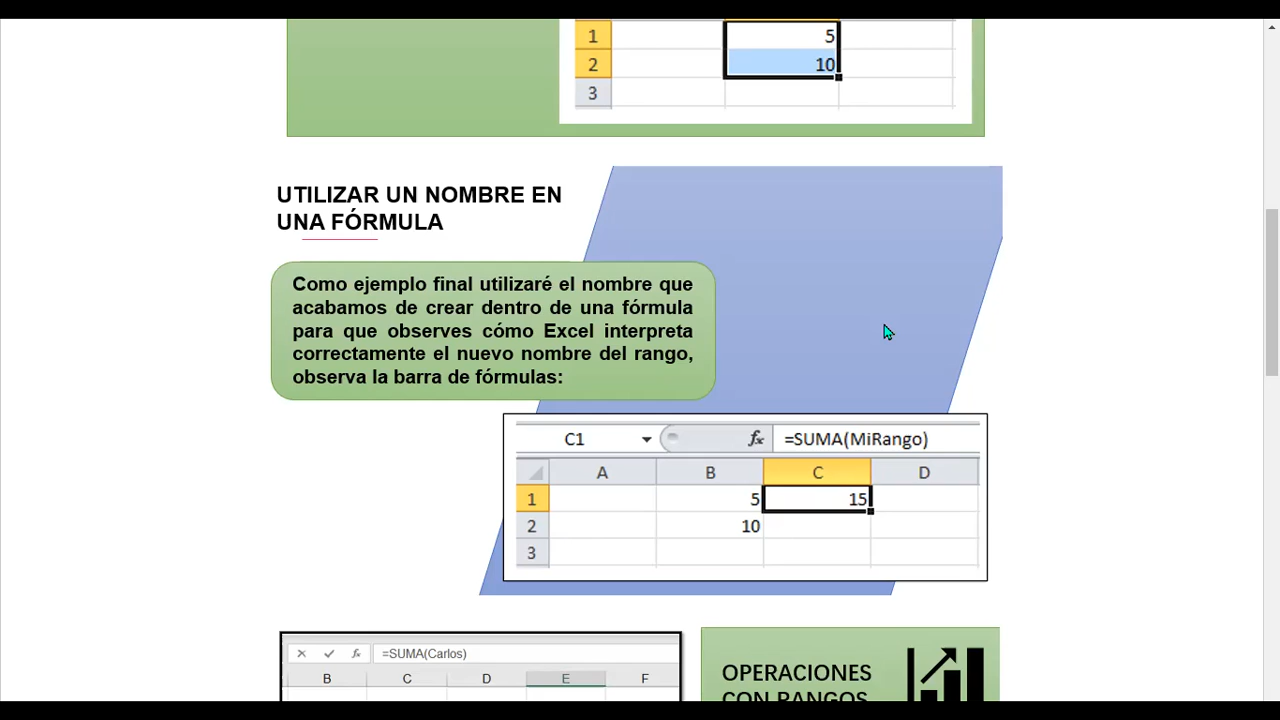 1 5
2 10
3
UTILIZAR UN NOMBRE EN
UNA FÓRMULA
Como ejemplo final utilizaré el nombre que
acabamos de crear dentro de una fórmula
para que observes cómo Excel interpreta
correctamente el nuevo nombre del rango,
observa la barra de fórmulas:
C1 fx =SUMA(MiRango)
A B C D
1 5 15
2 10
3
fx =SUMA(Carlos)
B C D E F
OPERACIONES
CON RANGOS